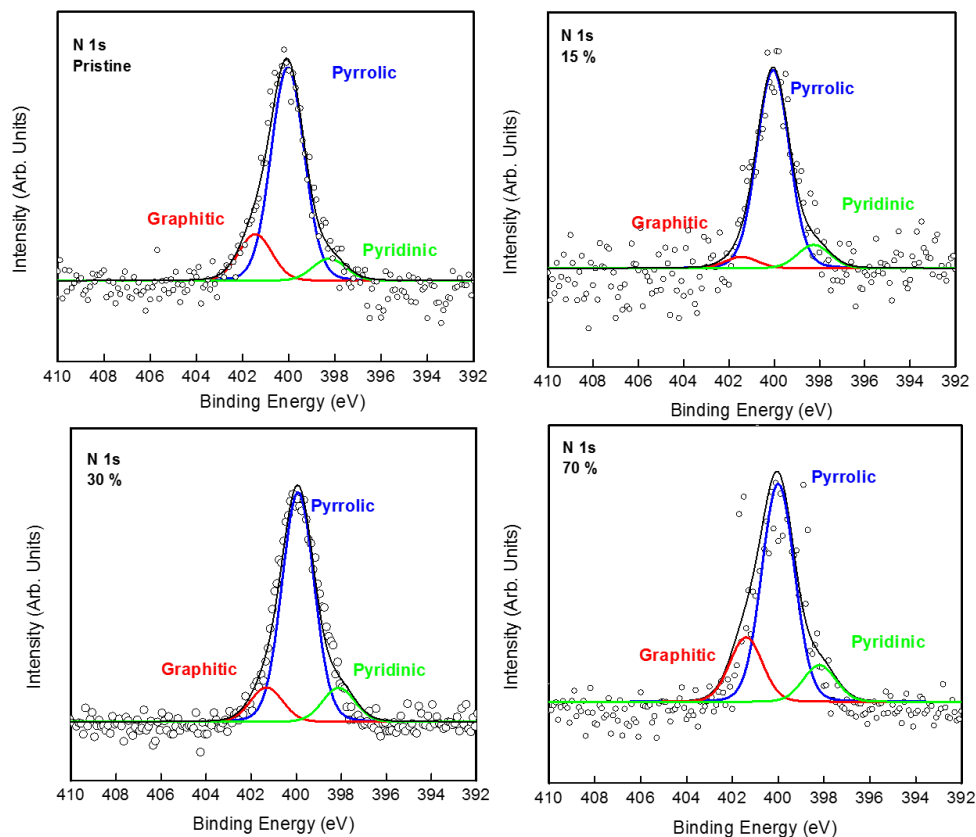 N 1s
Pristine
Pyrrolic
Graphitic
Pyridinic
Intensity (Arb. Units)
410 408 406 404 402 400 398 396 394 392
Binding Energy (eV)
N 1s
15 %
Pyrrolic
Graphitic
Pyridinic
Intensity (Arb. Units)
410 408 406 404 402 400 398 396 394 392
Binding Energy (eV)
N 1s
30 %
Pyrrolic
Graphitic
Pyridinic
Intensity (Arb. Units)
410 408 406 404 402 400 398 396 394 392
Binding Energy (eV)
N 1s
70 %
Pyrrolic
Graphitic
Pyridinic
Intensity (Arb. Units)
410 408 406 404 402 400 398 396 394 392
Binding Energy (eV)